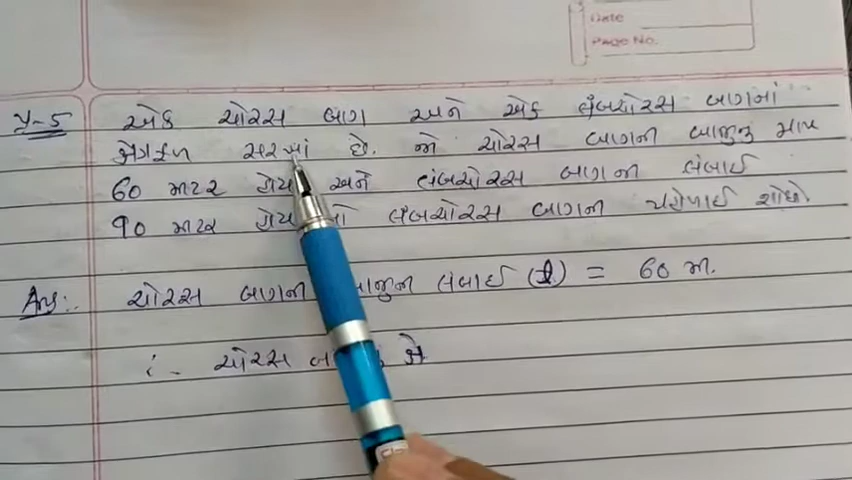 Date
Page No.
પ્ર-5 એક ચોરસ બાગ અને એક લંબચોરસ બાગનાં
ક્ષેત્રફળ સરખાં છે. જો ચોરસ બાગની બાજુનુ માપ
60 મીટર હોય અને લંબચોરસ બાગની લંબાઈ
90 મીટર હોય તો લંબચોરસ બાગની પહોળાઈ શોધો
Ans:. ચોરસ બાગની બાજુની લંબાઈ (l) = 60 મી.
∴ ચોરસ ક્ષે